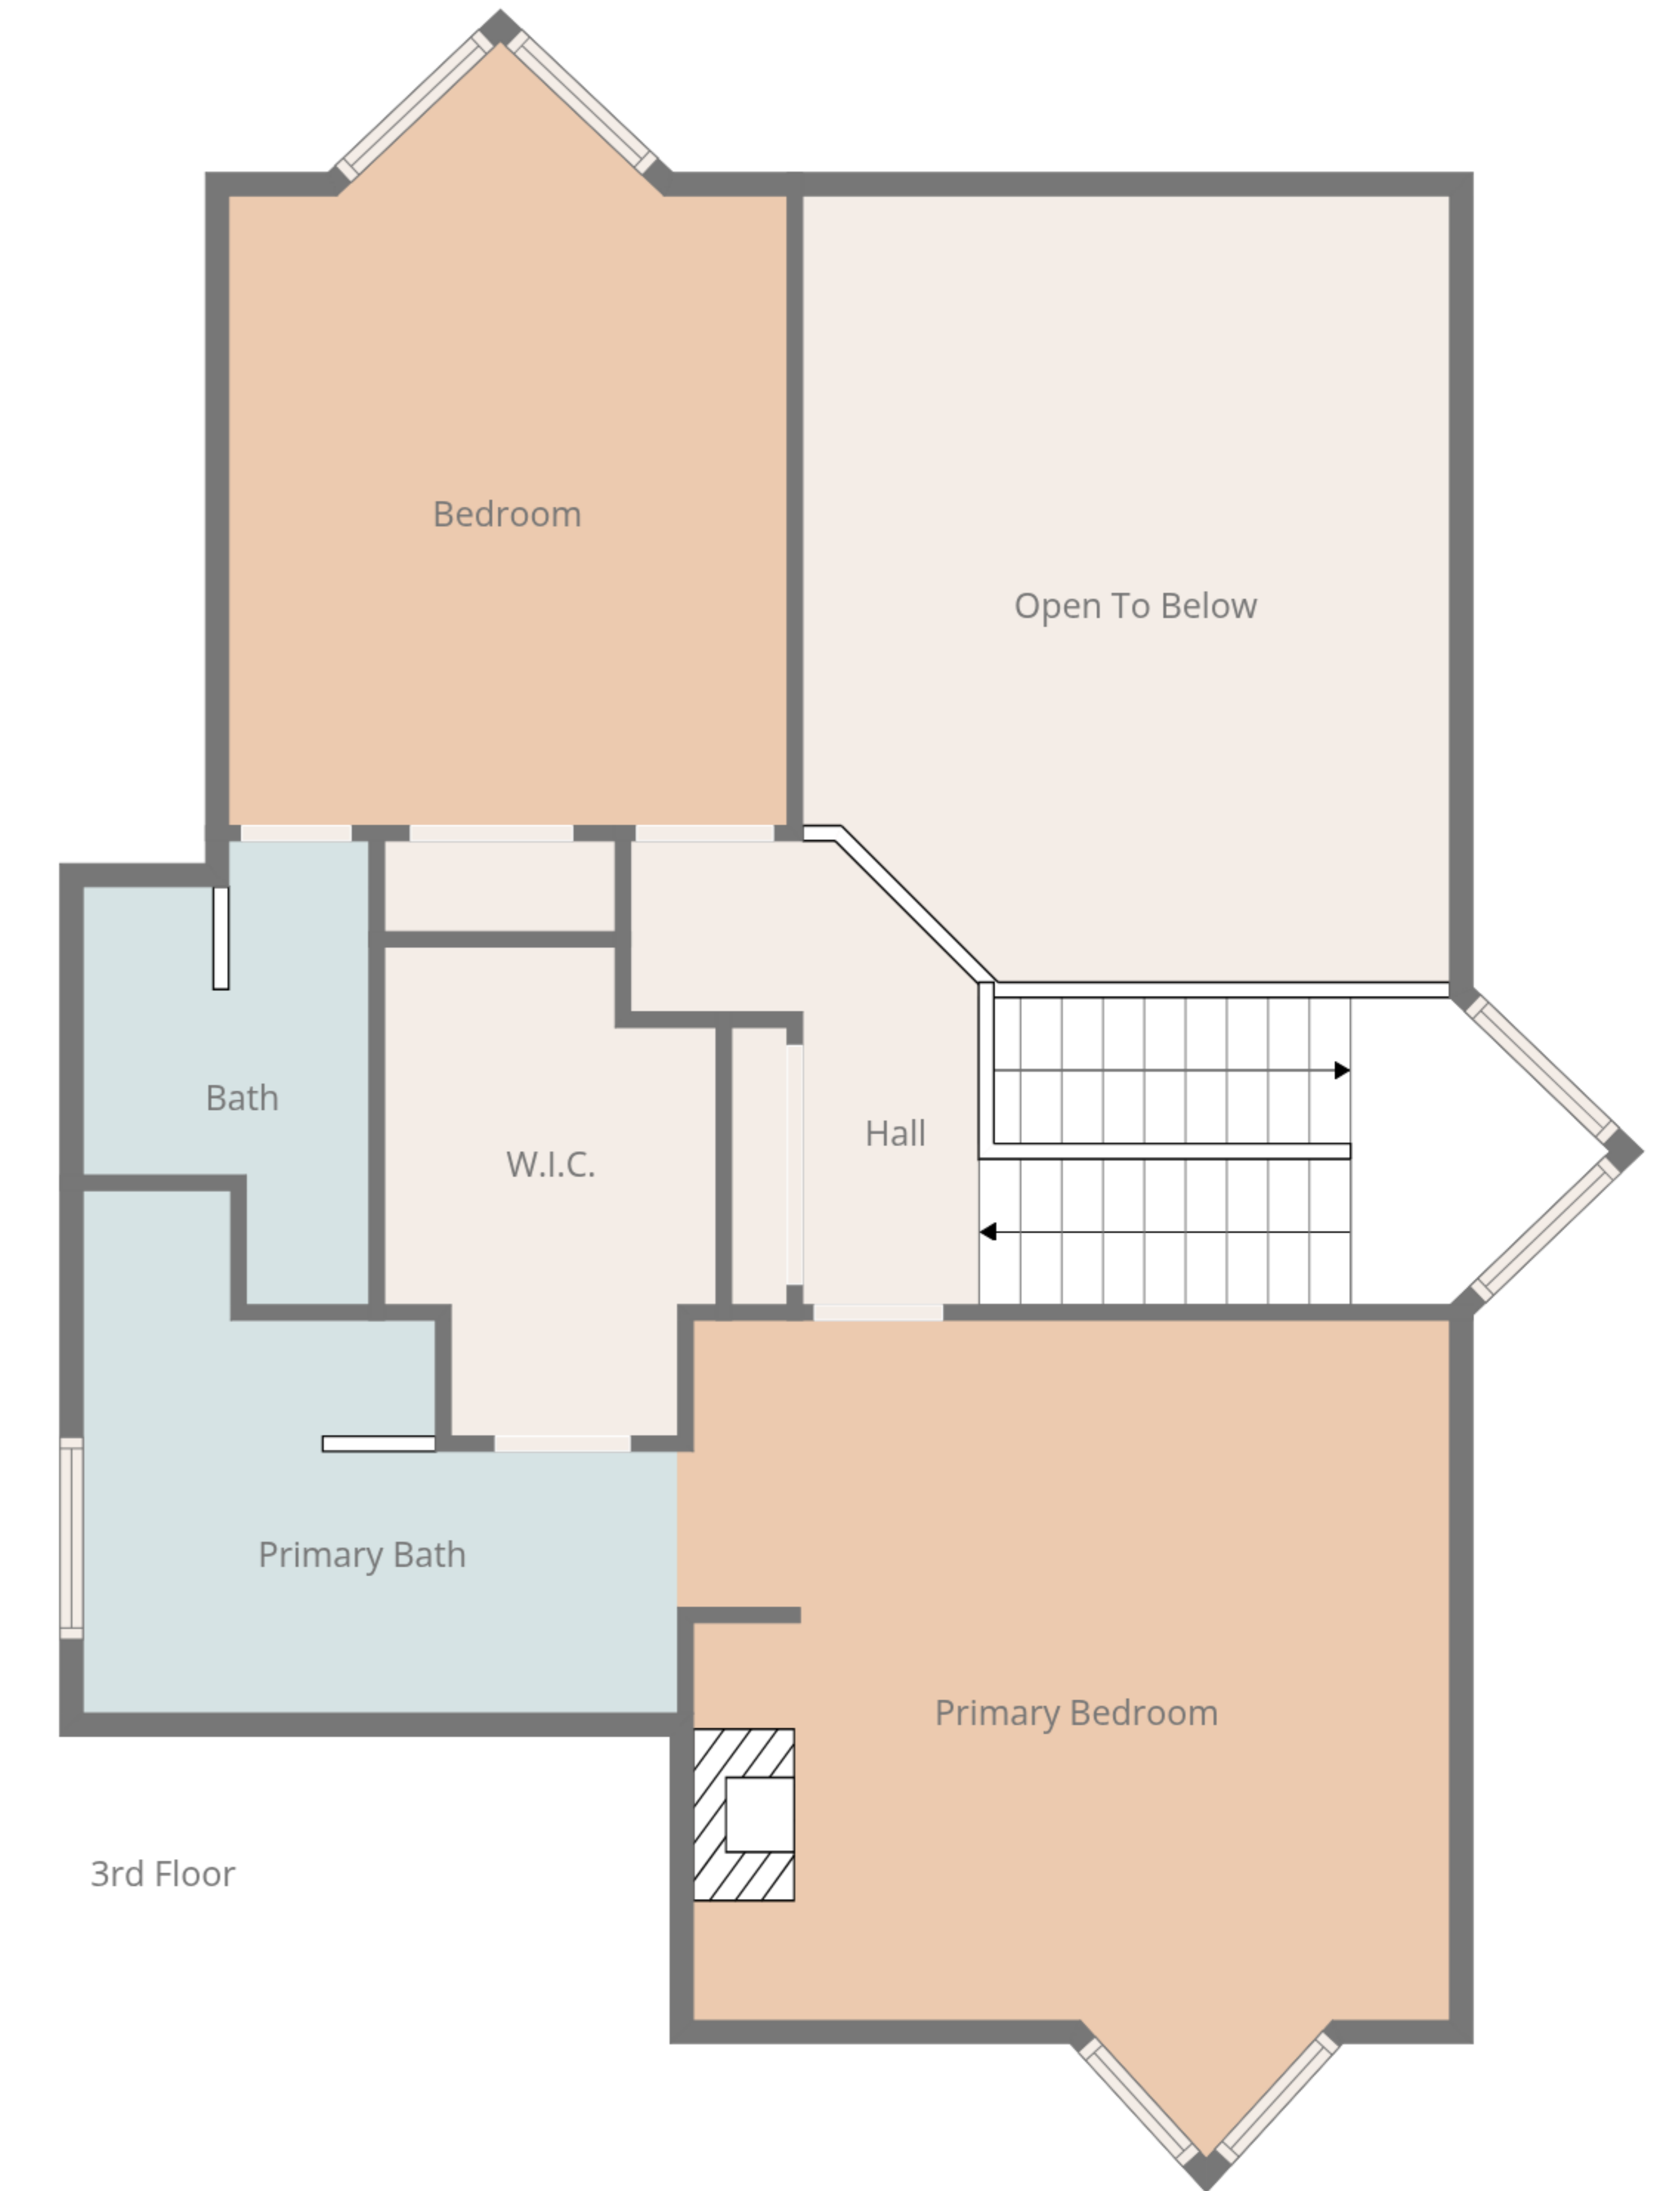 Bedroom
Open To Below
Bath
Hall
W.I.C.
Primary Bath
Primary Bedroom
3rd Floor